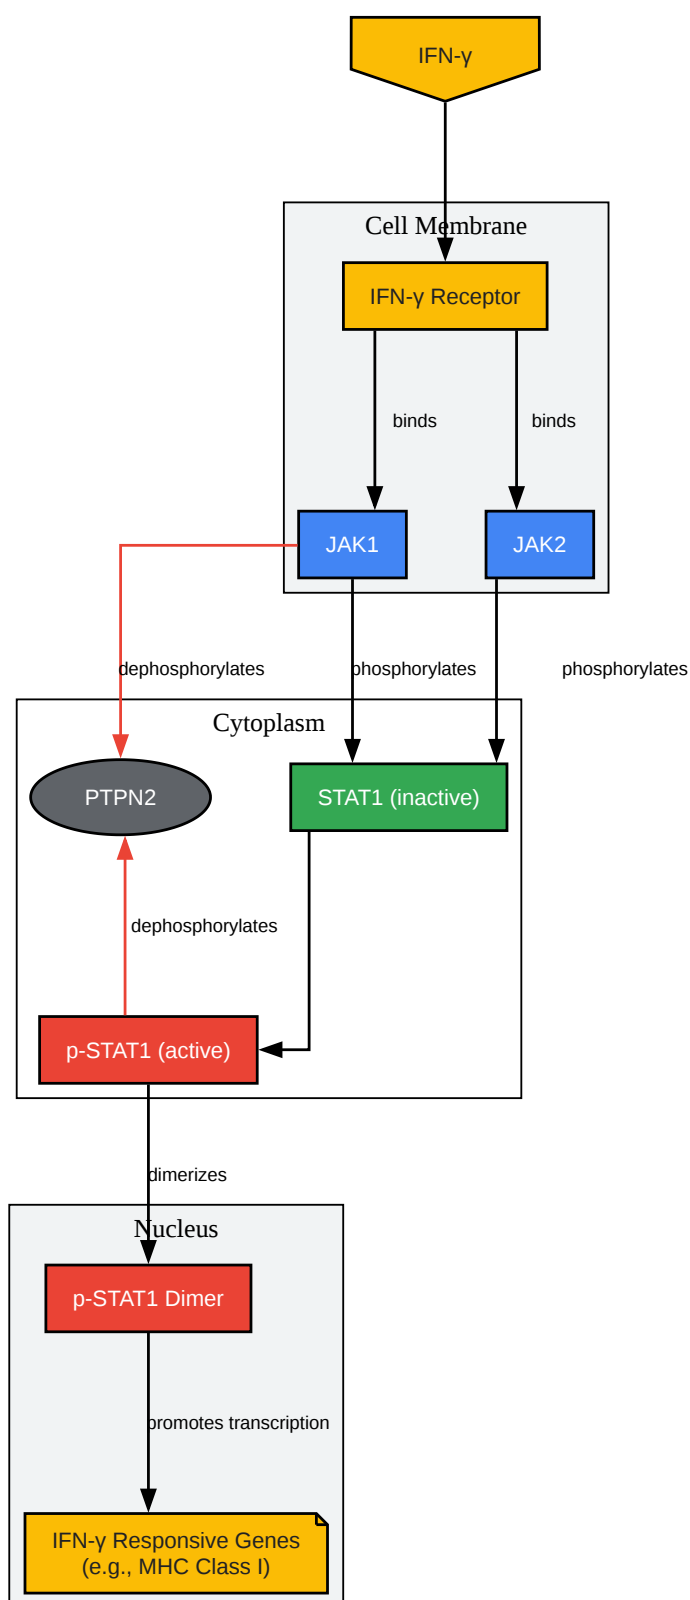 IFN-γ
Cell Membrane
IFN-γ Receptor
binds
binds
JAK1
JAK2
dephosphorylates
phosphorylates
phosphorylates
Cytoplasm
PTPN2
STAT1 (inactive)
dephosphorylates
p-STAT1 (active)
dimerizes
Nucleus
p-STAT1 Dimer
promotes transcription
IFN-γ Responsive Genes
(e.g., MHC Class I)